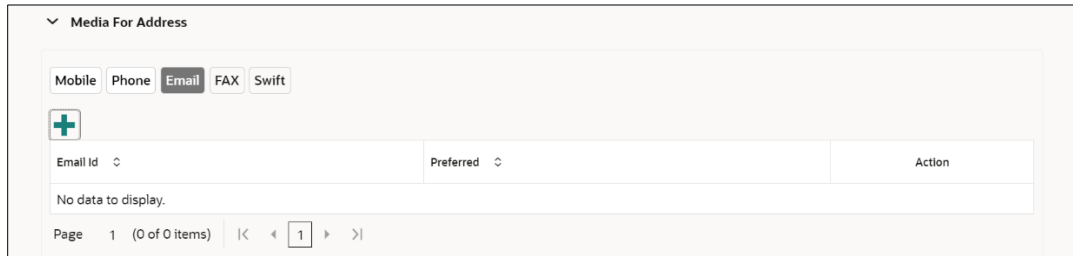 Media For Address
Mobile Phone Email FAX Swift
Email Id Preferred Action
No data to display.
Page 1 (0 of 0 items) 1